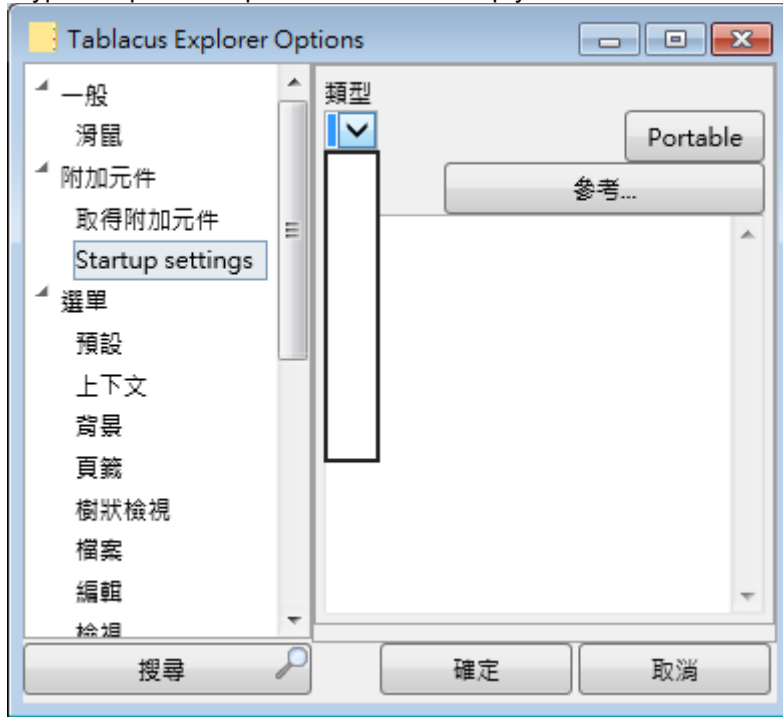 Tablacus Explorer Options
一般
滑鼠
附加元件
取得附加元件
Startup settings
選單
預設
上下文
背景
頁籤
樹狀檢視
檔案
編輯
檢視
搜尋
類型
Portable
參考...
確定
取消